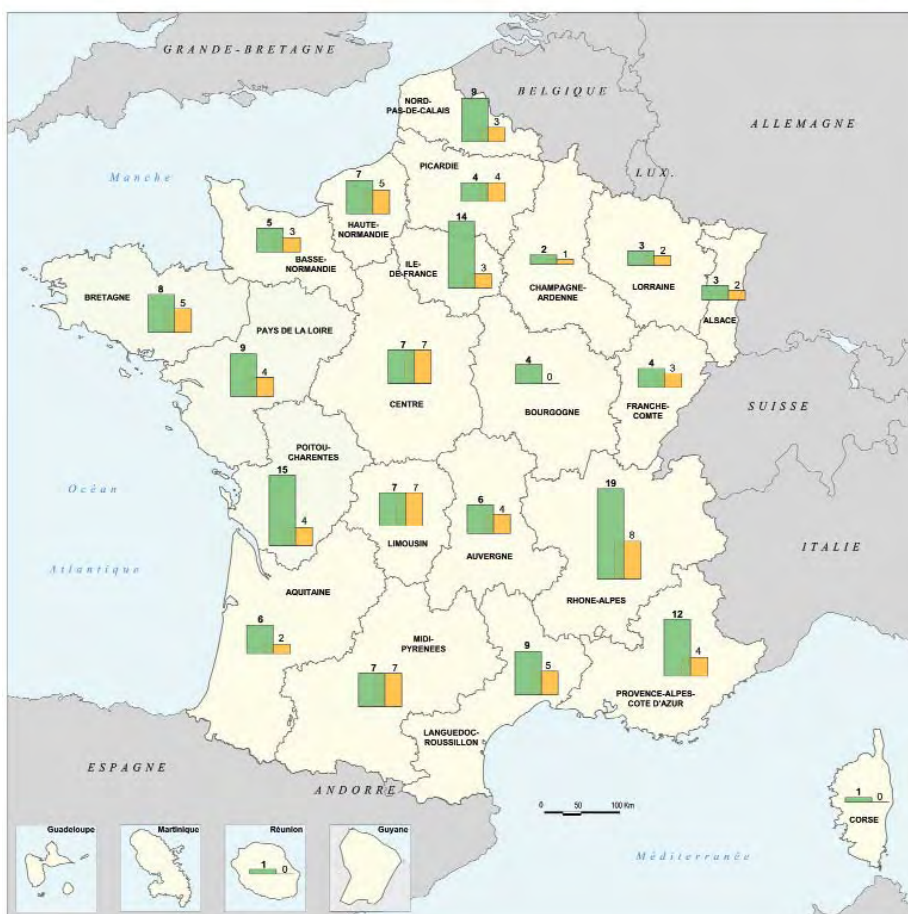 GRANDE-BRETAGNE
BELGIQUE
ALLEMAGNE
LUX.
Manche
NORD-
PAS-DE-CALAIS
9
3
PICARDIE
4
4
7
5
HAUTE-
NORMANDIE
5
3
BASSE-
NORMANDIE
14
3
ILE-
DE-FRANCE
2
1
CHAMPAGNE-
ARDENNE
3
2
LORRAINE
3
2
ALSACE
BRETAGNE
8
5
PAYS DE LA LOIRE
9
4
7
7
CENTRE
4
0
BOURGOGNE
4
3
FRANCHE-
COMTE
SUISSE
POITOU-
CHARENTES
15
4
7
7
LIMOUSIN
6
4
AUVERGNE
19
8
RHONE-ALPES
ITALIE
Océan
Atlantique
AQUITAINE
6
2
MIDI-
PYRENEES
7
7
9
5
LANGUEDOC-
ROUSSILLON
12
4
PROVENCE-ALPES-
COTE D'AZUR
ESPAGNE
ANDORRE
0 50 100 Km
1
0
CORSE
Méditerranée
Guadeloupe
Martinique
Réunion
1
0
Guyane